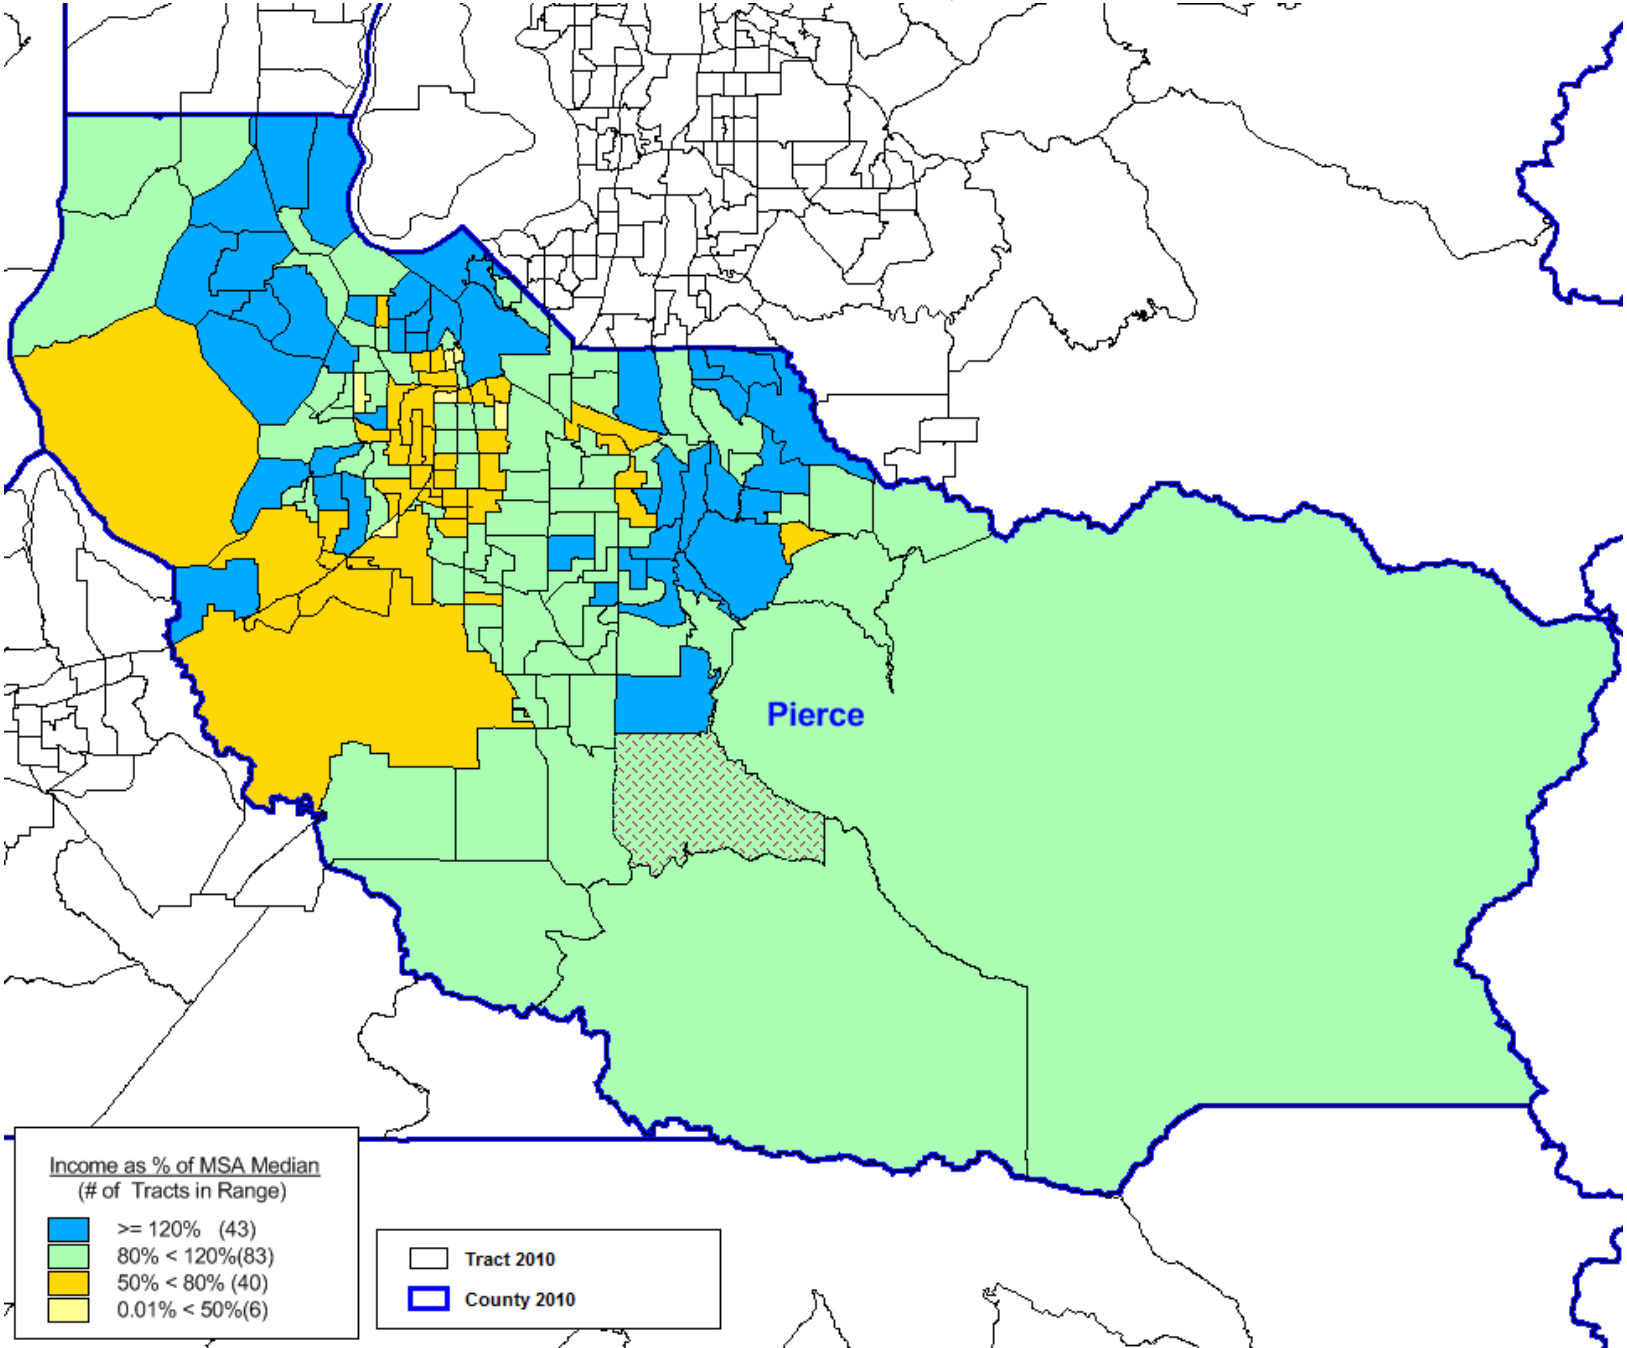 Pierce
Income as % of MSA Median
(# of Tracts in Range)
>= 120% (43)
80% < 120%(83)
50% < 80% (40)
0.01% < 50%(6)
Tract 2010
County 2010